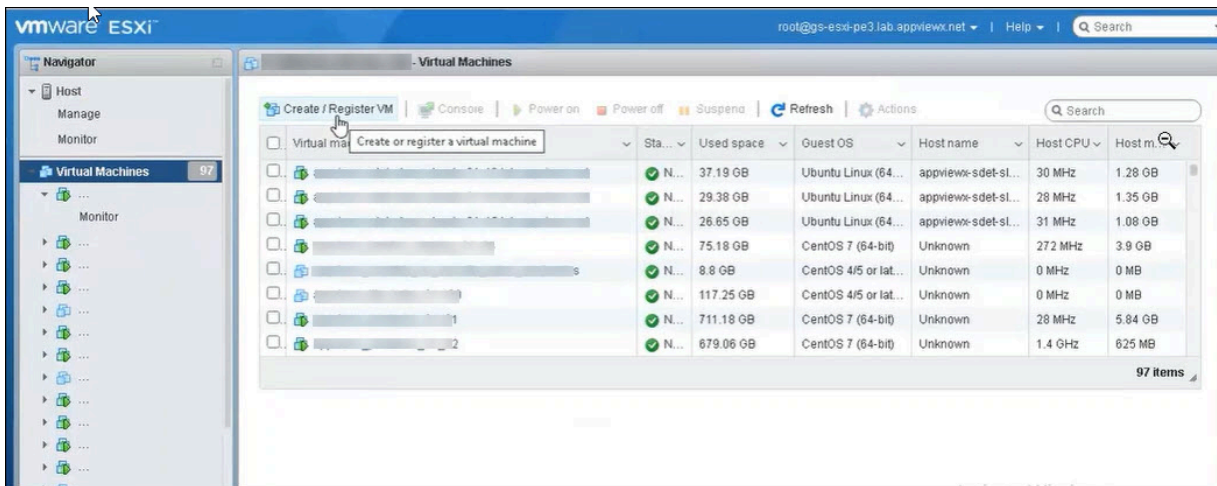 vmware ESXi™
root@gs-esxi-pe3.lab.appviewx.net | Help | Search
Navigator
- Virtual Machines
Host
Manage
Monitor
Virtual Machines 97
...
Monitor
...
...
...
...
...
...
...
...
...
...
Create / Register VM | Console | Power on Power off Suspend | Refresh | Actions Search
Create or register a virtual machine
Virtual ma Sta... Used space Guest OS Host name Host CPU Host m...
N... 37.19 GB Ubuntu Linux (64... appviewx-sdet-sl... 30 MHz 1.28 GB
N... 29.38 GB Ubuntu Linux (64... appviewx-sdet-sl... 28 MHz 1.35 GB
N... 26.65 GB Ubuntu Linux (64... appviewx-sdet-sl... 31 MHz 1.08 GB
N... 75.18 GB CentOS 7 (64-bit) Unknown 272 MHz 3.9 GB
s N... 8.8 GB CentOS 4/5 or lat... Unknown 0 MHz 0 MB
N... 117.25 GB CentOS 4/5 or lat... Unknown 0 MHz 0 MB
1 N... 711.18 GB CentOS 7 (64-bit) Unknown 28 MHz 5.84 GB
2 N... 679.06 GB CentOS 7 (64-bit) Unknown 1.4 GHz 625 MB
97 items